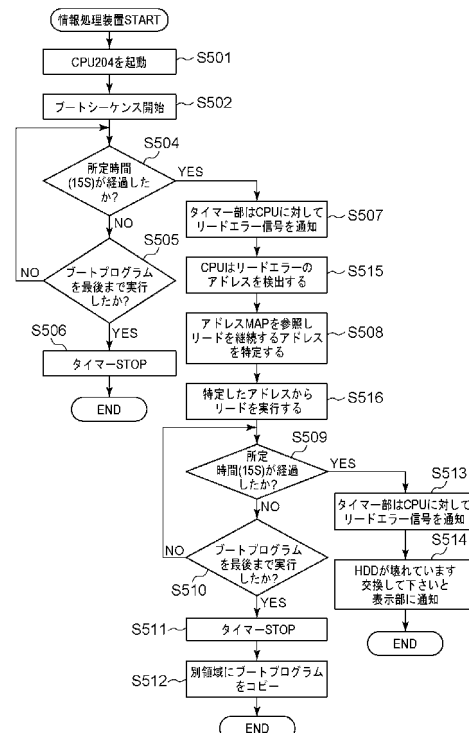 情報処理装置START
CPU204を起動
S501
ブートシーケンス開始
S502
S504
所定時間
(15S)が経過した
か?
YES
NO
S505
ブートプログラム
を最後まで実行
したか?
NO
YES
S506
タイマーSTOP
END
タイマー部はCPUに対して
リードエラー信号を通知
S507
CPUはリードエラーの
アドレスを検出する
S515
アドレスMAPを参照し
リードを継続するアドレス
を特定する
S508
特定したアドレスから
リードを実行する
S516
S509
所定
時間(15S)が経過
したか?
YES
NO
ブートプログラム
を最後まで実行
したか?
NO
S510
YES
S511
タイマーSTOP
S512
別領域にブートプログラム
をコピー
END
S513
タイマー部はCPUに対して
リードエラー信号を通知
S514
HDDが壊れています
交換して下さいと
表示部に通知
END